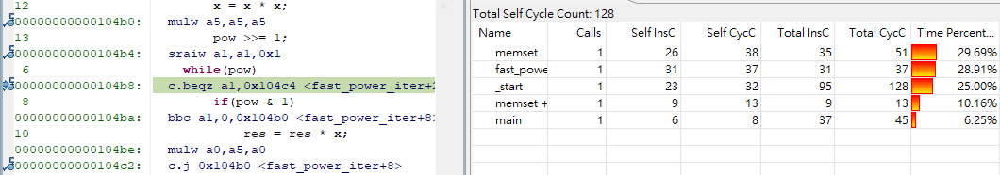 12 x = x * x;
00000000000104b0: mulw a5,a5,a5
13 pow >>= 1;
00000000000104b4: sraiw a1,a1,0x1
6 while(pow)
00000000000104b8: c.beqz a1,0x104c4 <fast_power_iter+2
8 if(pow & 1)
00000000000104ba: bbc a1,0,0x104b0 <fast_power_iter+8>
10 res = res * x;
00000000000104be: mulw a0,a5,a0
00000000000104c2: c.j 0x104b0 <fast_power_iter+8>
Total Self Cycle Count: 128
Name Calls Self InsC Self CycC Total InsC Total CycC Time Percent...
memset 1 26 38 35 51 29.69%
fast_powe 1 31 37 31 37 28.91%
_start 1 23 32 95 128 25.00%
memset + 1 9 13 9 13 10.16%
main 1 6 8 37 45 6.25%